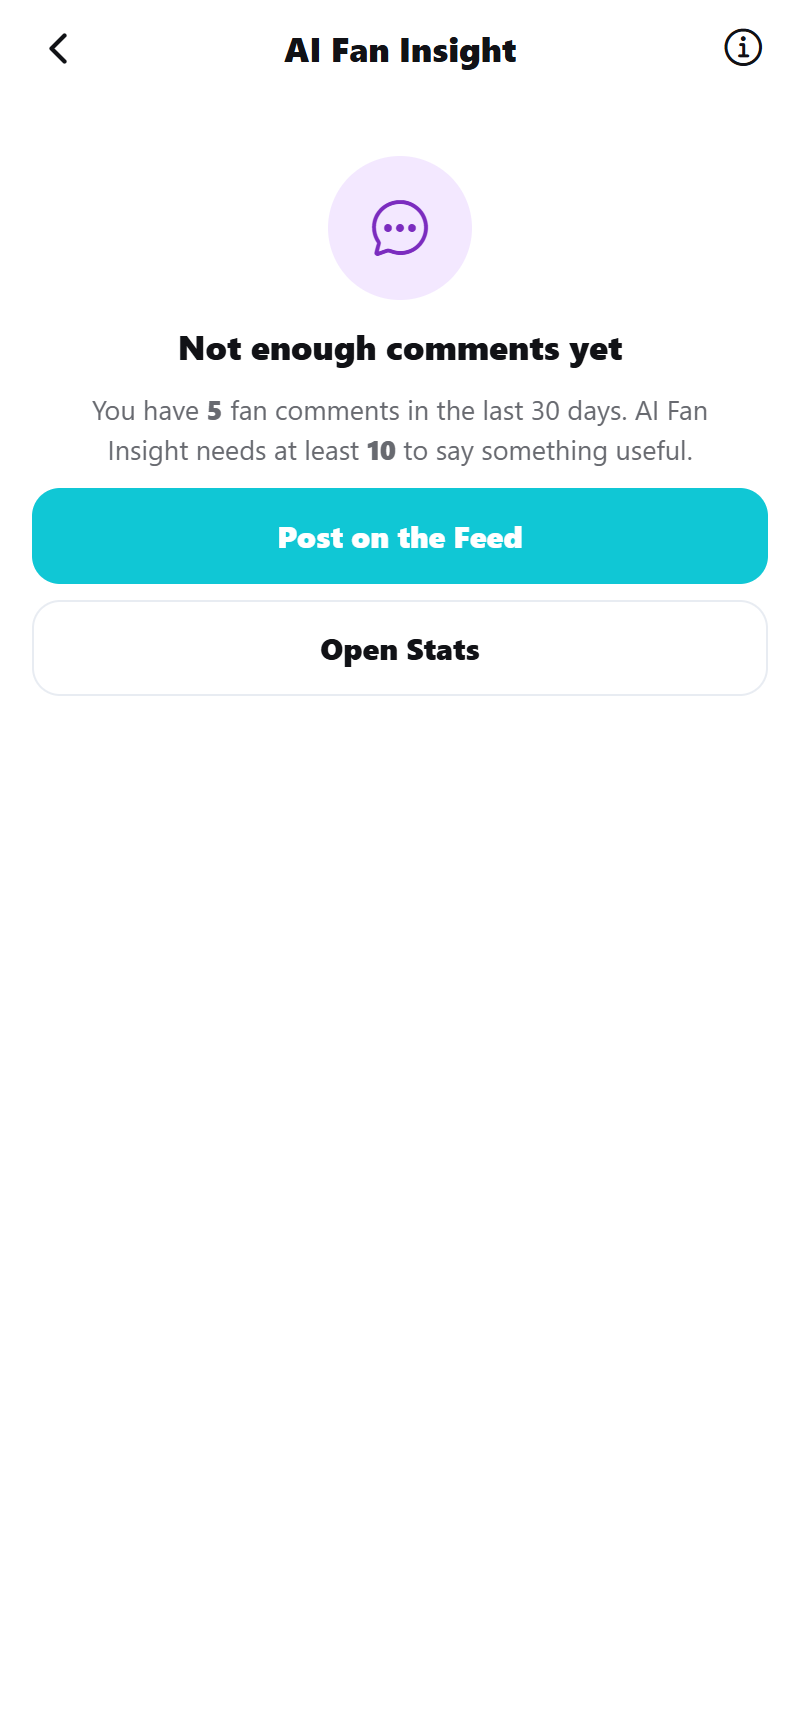 AI Fan Insight
Not enough comments yet
You have 5 fan comments in the last 30 days. AI Fan
Insight needs at least 10 to say something useful.
Post on the Feed
Open Stats